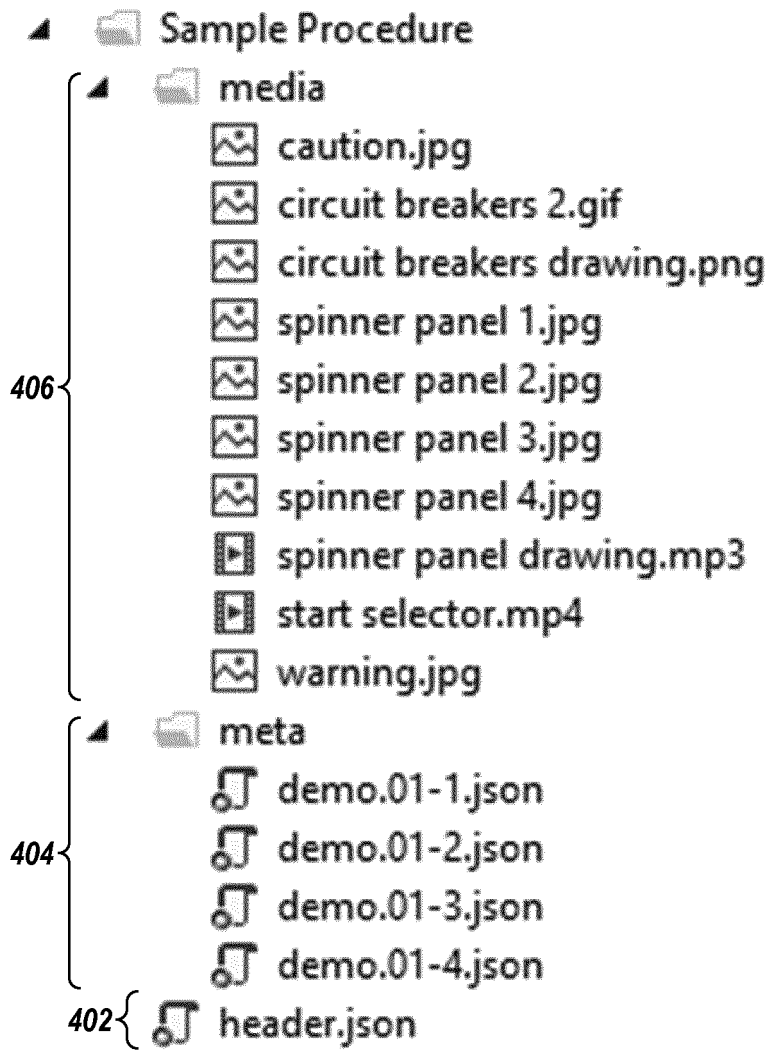 Sample Procedure
media
caution.jpg
circuit breakers 2.gif
circuit breakers drawing.png
spinner panel 1.jpg
spinner panel 2.jpg
406
spinner panel 3.jpg
spinner panel 4.jpg
spinner panel drawing.mp3
start selector.mp4
warning.jpg
meta
demo.01-1.json
404
demo.01-2.json
demo.01-3.json
demo.01-4.json
402
header.json